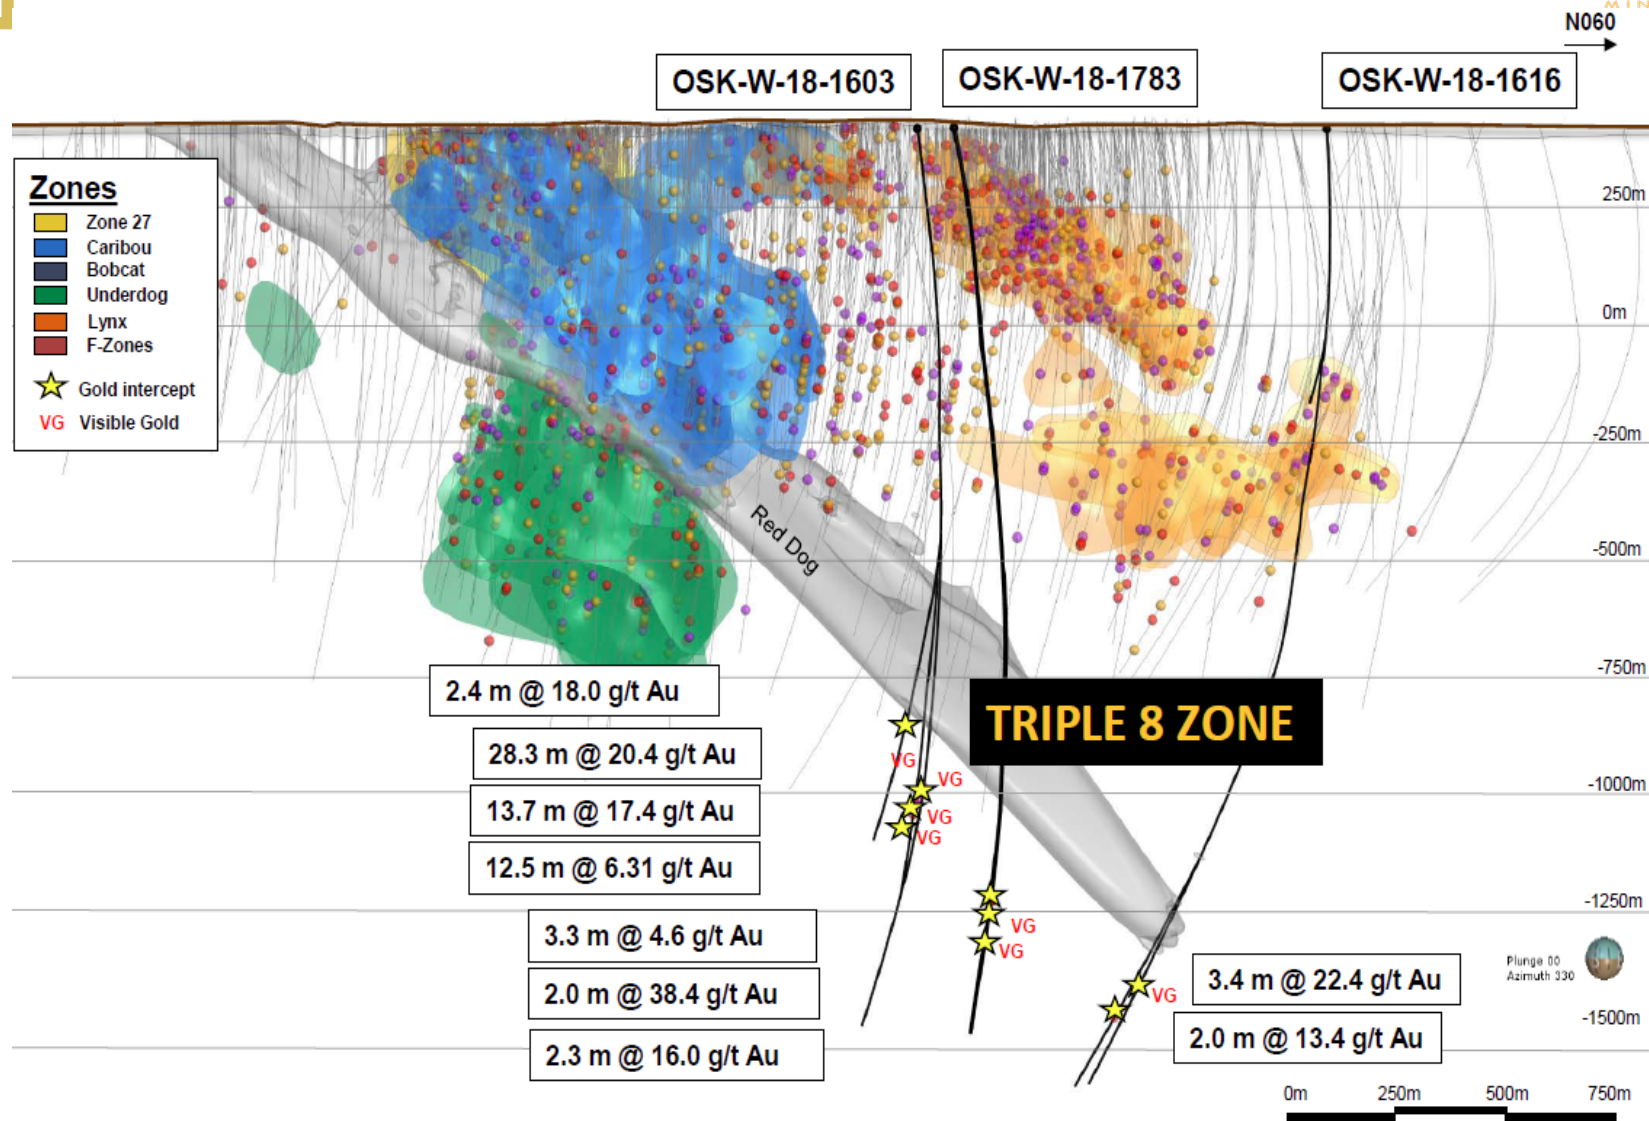 MIN
N060
OSK-W-18-1603
OSK-W-18-1783
OSK-W-18-1616
Zones
Zone 27
Caribou
Bobcat
Underdog
Lynx
F-Zones
Gold intercept
VG Visible Gold
250m
0m
-250m
-500m
-750m
-1000m
-1250m
-1500m
Red Dog
TRIPLE 8 ZONE
2.4 m @ 18.0 g/t Au
28.3 m @ 20.4 g/t Au
13.7 m @ 17.4 g/t Au
12.5 m @ 6.31 g/t Au
VG
VG
VG
VG
3.3 m @ 4.6 g/t Au
2.0 m @ 38.4 g/t Au
2.3 m @ 16.0 g/t Au
VG
VG
3.4 m @ 22.4 g/t Au
VG
2.0 m @ 13.4 g/t Au
Plunge 00
Azimuth 330
0m 250m 500m 750m